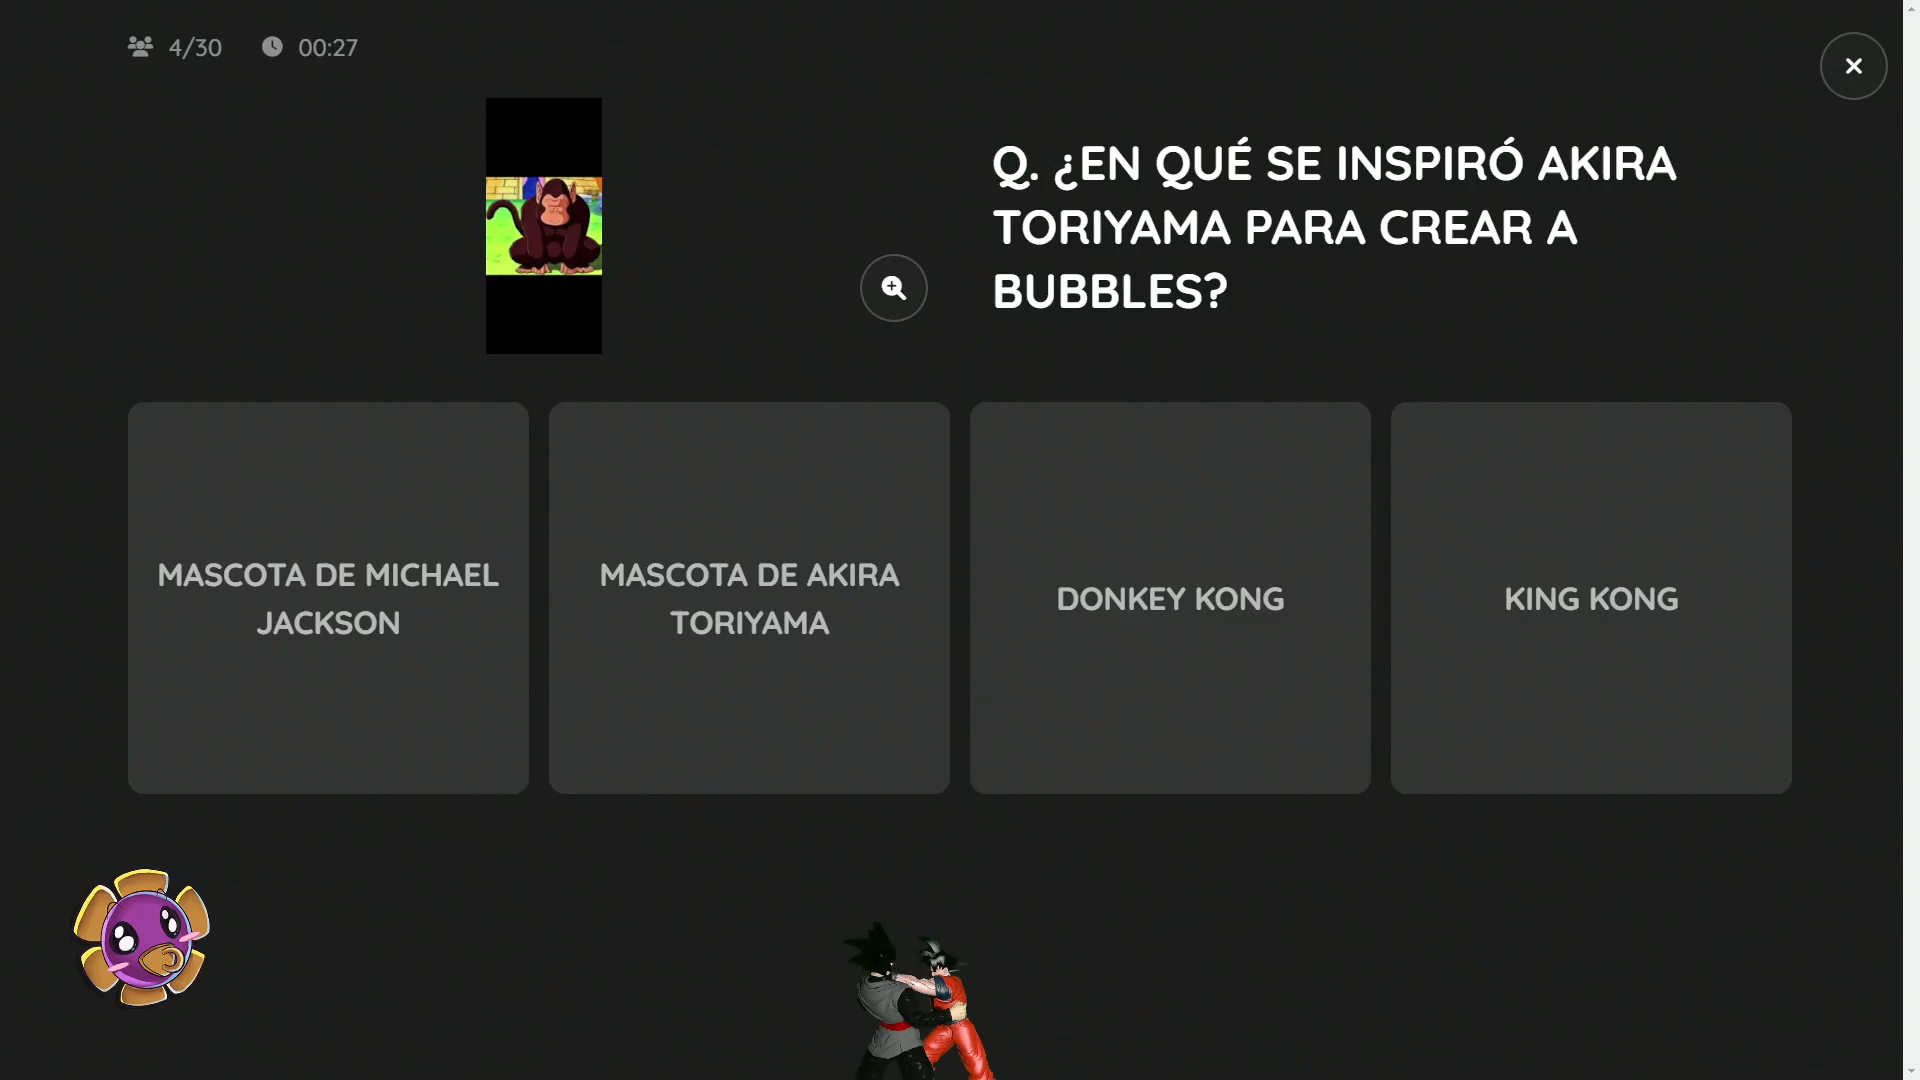 4/30
00:27
Q. ¿EN QUÉ SE INSPIRÓ AKIRA
TORIYAMA PARA CREAR A
BUBBLES?
MASCOTA DE MICHAEL
JACKSON
MASCOTA DE AKIRA
TORIYAMA
DONKEY KONG
KING KONG